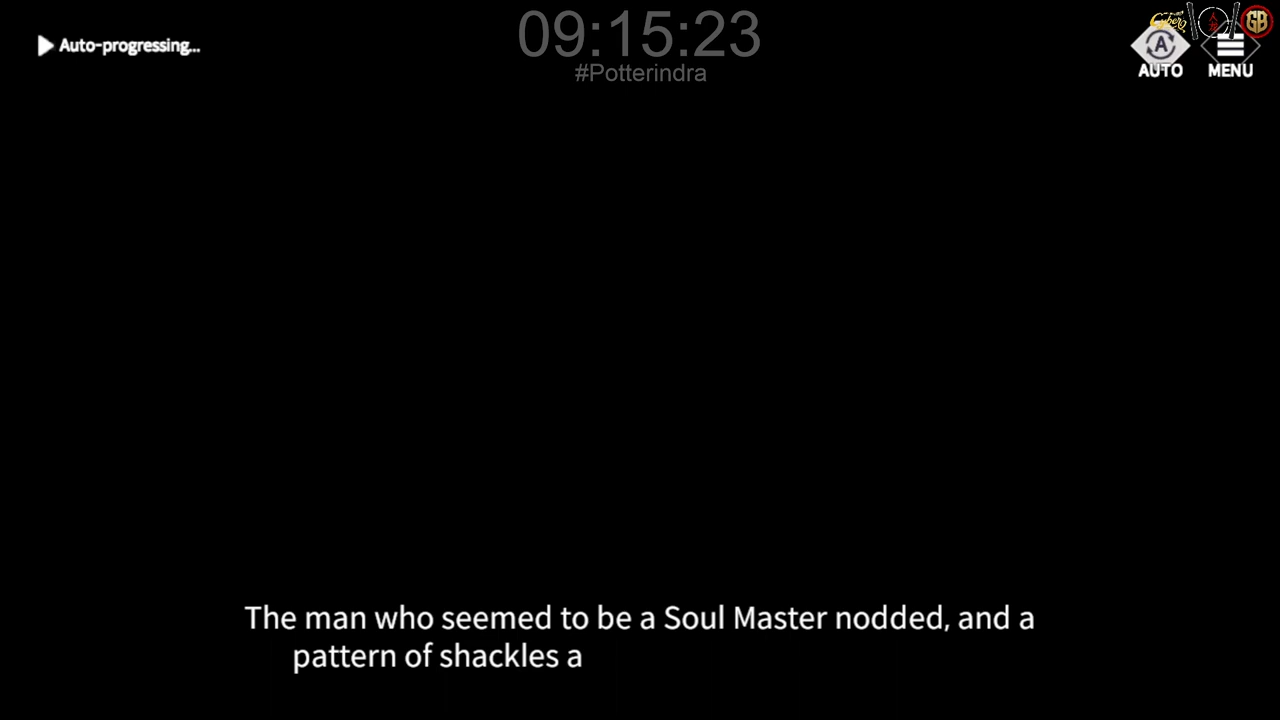 09:15:23
▶ Auto-progressing...
#Potterindra
A
GB
AUTO
MENU
The man who seemed to be a Soul Master nodded, and a
pattern of shackles a